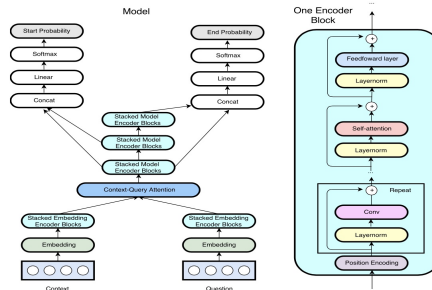 Model
Start Probability
Softmax
Linear
Concat
End Probability
Softmax
Linear
Concat
Stacked Model
Encoder Blocks
Stacked Model
Encoder Blocks
Stacked Model
Encoder Blocks
Context-Query Attention
Stacked Embedding
Encoder Blocks
Stacked Embedding
Encoder Blocks
Embedding
Embedding
Context
Question
One Encoder
Block
...
+
Feedfoward layer
Layernorm
+
Self-attention
Layernorm
...
+
Repeat
Conv
Layernorm
Position Encoding